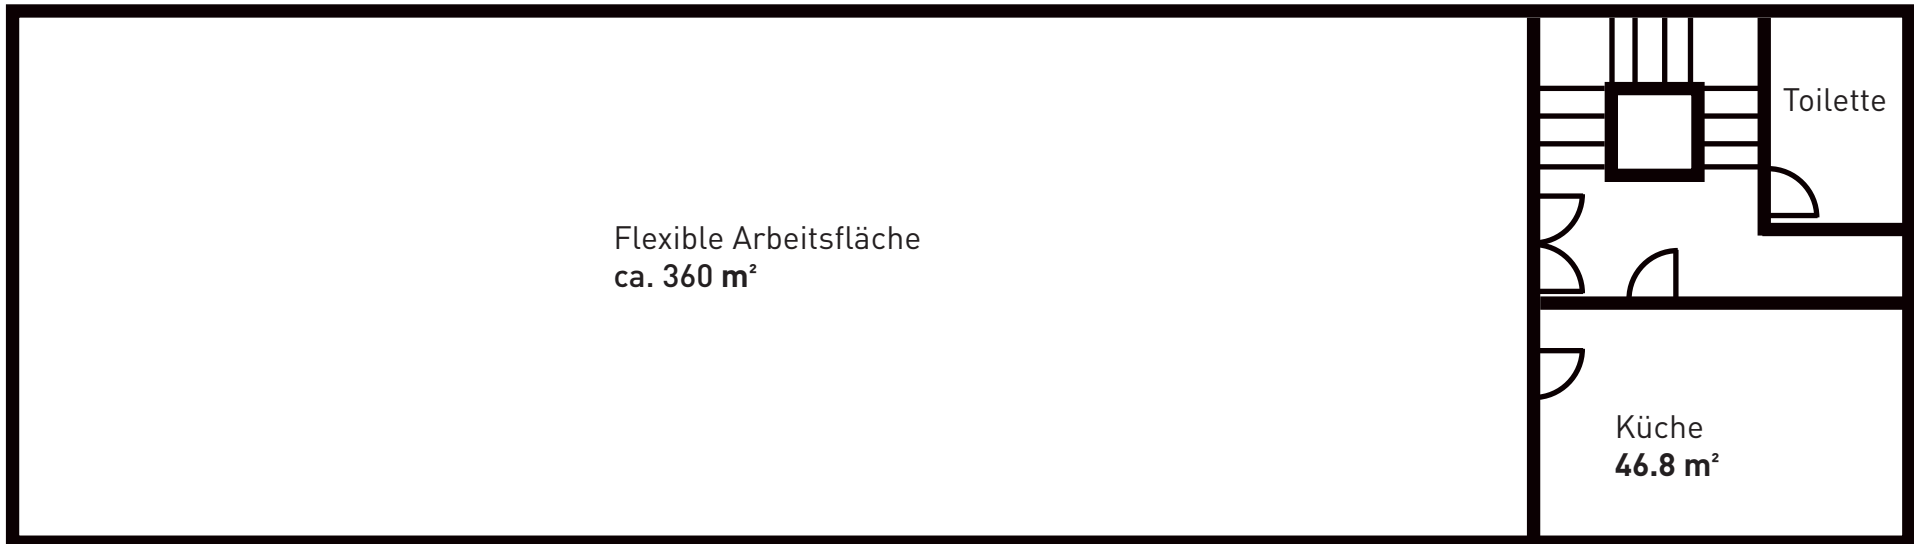 Toilette
Flexible Arbeitsfläche
ca. 360 m²
Küche
46.8 m²